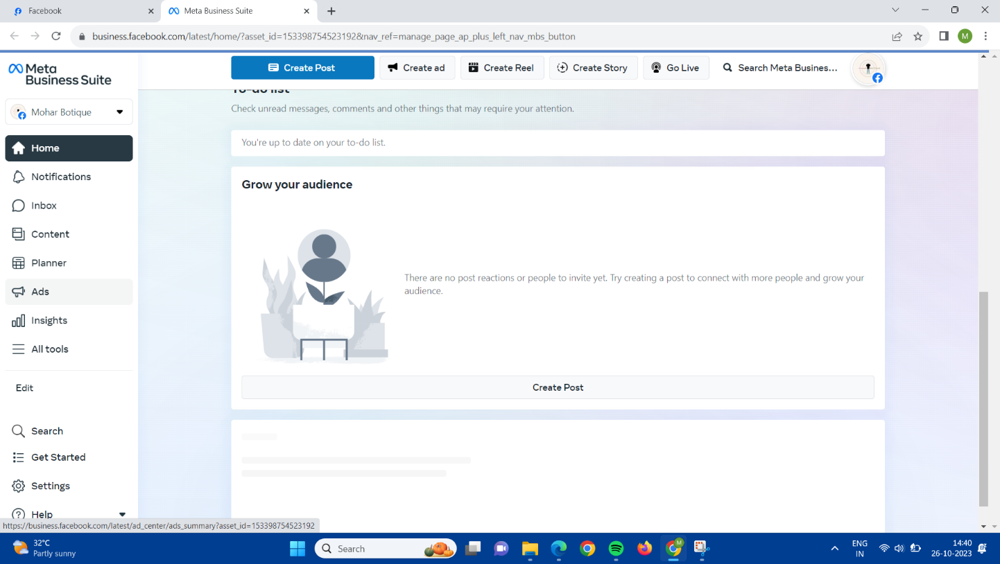 Facebook
Meta Business Suite
business.facebook.com/latest/home/?asset_id=153398754523192&nav_ref=manage_page_ap_plus_left_nav_mbs_button
M
Meta
Business Suite
Create Post
Create ad
Create Reel
Create Story
Go Live
Search Meta Busines...
To-do list
Check unread messages, comments and other things that may require your attention.
Mohar Botique
You're up to date on your to-do list.
Home
Notifications
Inbox
Content
Planner
Ads
Insights
All tools
Edit
Search
Get Started
Settings
Help
Grow your audience
There are no post reactions or people to invite yet. Try creating a post to connect with more people and grow your
audience.
Create Post
https://business.facebook.com/latest/ad_center/ads_summary?asset_id=153398754523192
32°C
Partly sunny
Search
M
ENG
IN
14:40
26-10-2023